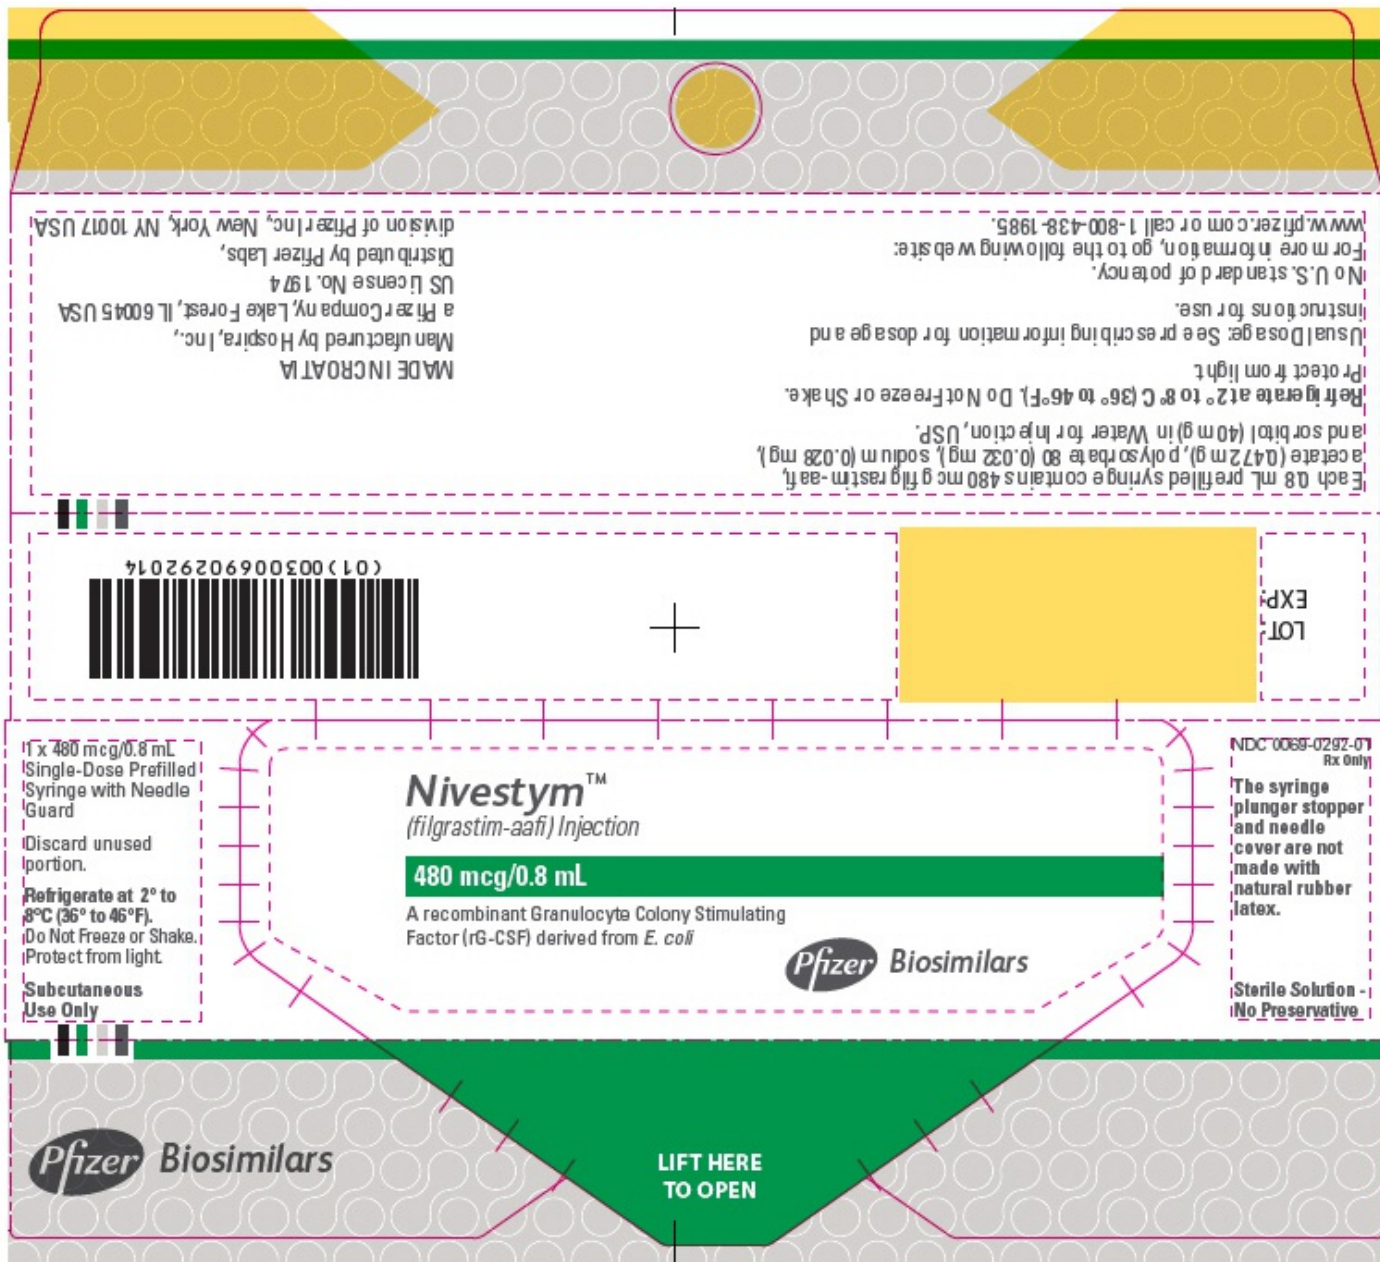 Each 0.8 mL prefilled syringe contains 480 mcg filgrastim-aafi,
acetate (0.472 mg), polysorbate 80 (0.032 mg), sodium (0.028 mg),
and sorbitol (40 mg) in Water for Injection, USP.
Refrigerate at 2° to 8°C (36° to 46°F). Do Not Freeze or Shake.
Protect from light.
Usual Dosage: See prescribing information for dosage and
instructions for use.
No U.S. standard of potency.
For more information, go to the following website:
www.pfizer.com or call 1-800-438-1985.
MADE IN CROATIA
Manufactured by Hospira, Inc.,
a Pfizer Company, Lake Forest, IL 60045 USA
US License No. 1974
Distributed by Pfizer Labs,
division of Pfizer Inc., New York, NY 10017 USA
(01)00300690292014
LOT:
EXP:
1 x 480 mcg/0.8 mL
Single-Dose Prefilled
Syringe with Needle
Guard
Discard unused
portion.
Refrigerate at 2° to
8°C (36° to 46°F).
Do Not Freeze or Shake.
Protect from light.
Subcutaneous
Use Only
Nivestym™
(filgrastim-aafi) Injection
480 mcg/0.8 mL
A recombinant Granulocyte Colony Stimulating
Factor (rG-CSF) derived from E. coli
Pfizer Biosimilars
NDC 0069-0292-01
Rx Only
The syringe
plunger stopper
and needle
cover are not
made with
natural rubber
latex.
Sterile Solution -
No Preservative
Pfizer Biosimilars
LIFT HERE
TO OPEN